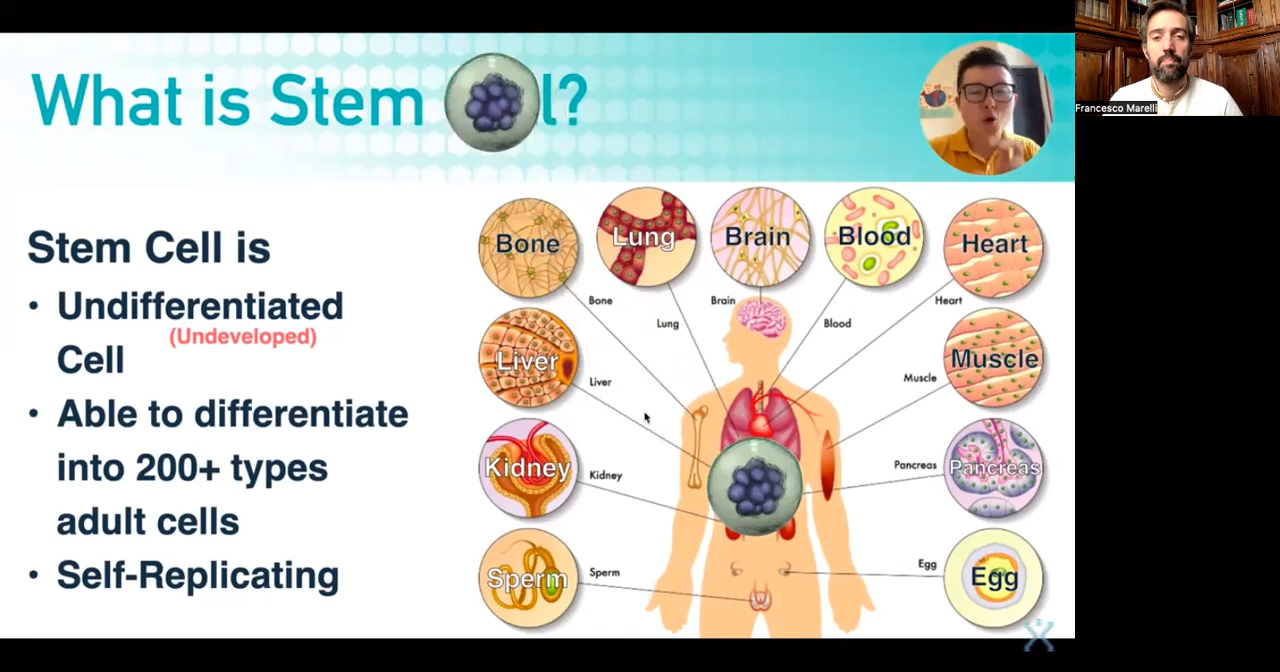 What is Stem l?
Francesco Marelli
Stem Cell is
• Undifferentiated
(Undeveloped)
Cell
• Able to differentiate
into 200+ types
adult cells
• Self-Replicating
Bone
Lung
Brain
Blood
Heart
Bone
Lung
Brain
Blood
Heart
Liver
Liver
Muscle
Muscle
Kidney
Kidney
Pancreas
Pancreas
Sperm
Sperm
Egg
Egg